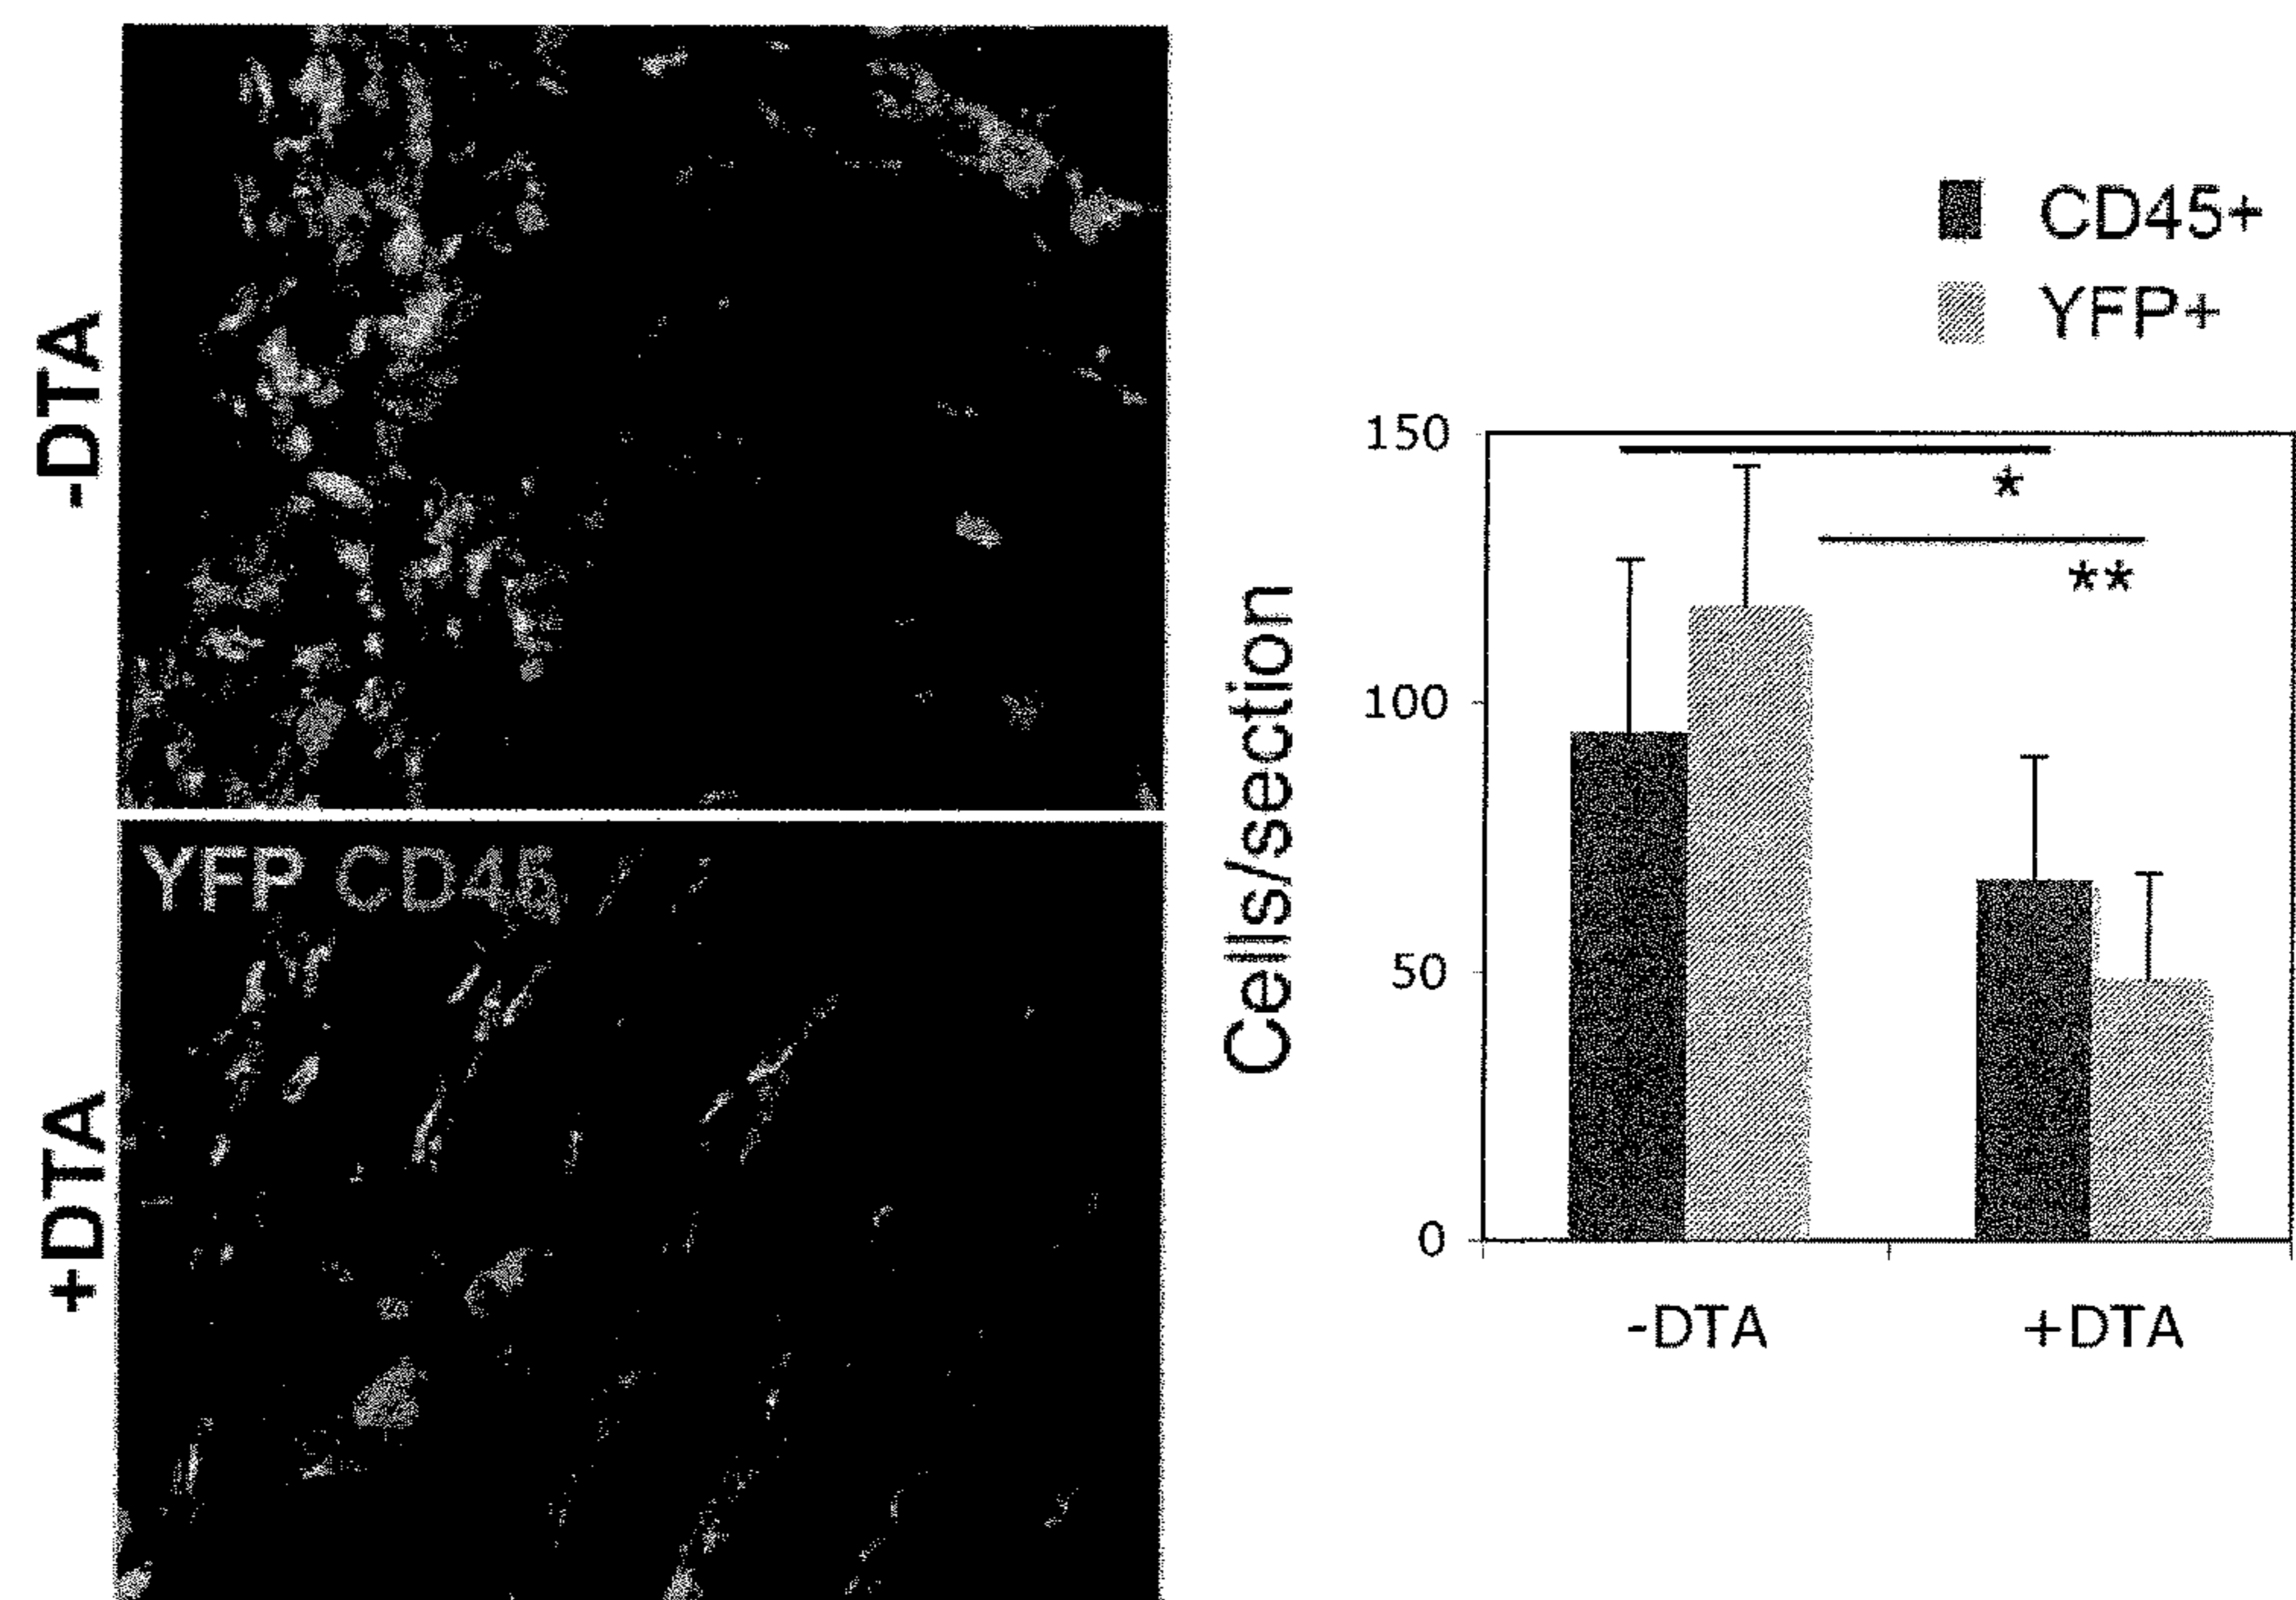 -DTA
YFP CD45
+DTA
CD45+
YFP+
Cells/section
150
100
50
0
*
**
-DTA
+DTA